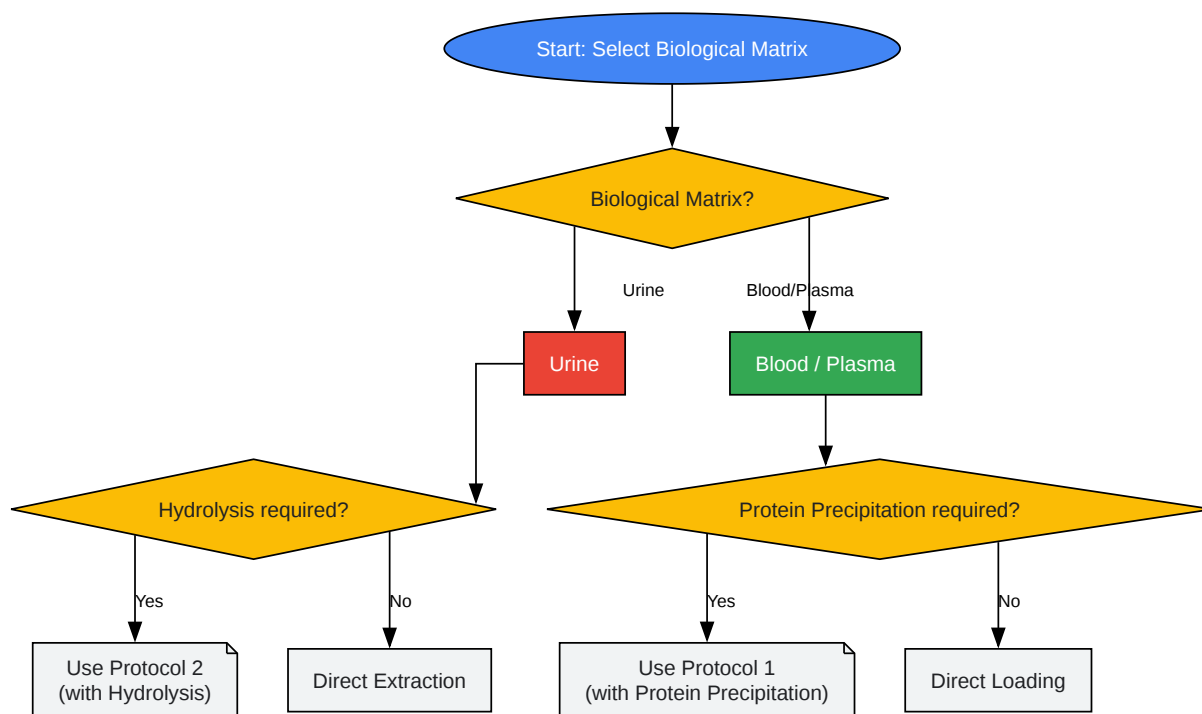 Start: Select Biological Matrix
Biological Matrix?
Urine
Blood/Plasma
Urine
Blood / Plasma
Hydrolysis required?
Protein Precipitation required?
Yes
No
Yes
No
Use Protocol 2
(with Hydrolysis)
Direct Extraction
Use Protocol 1
(with Protein Precipitation)
Direct Loading